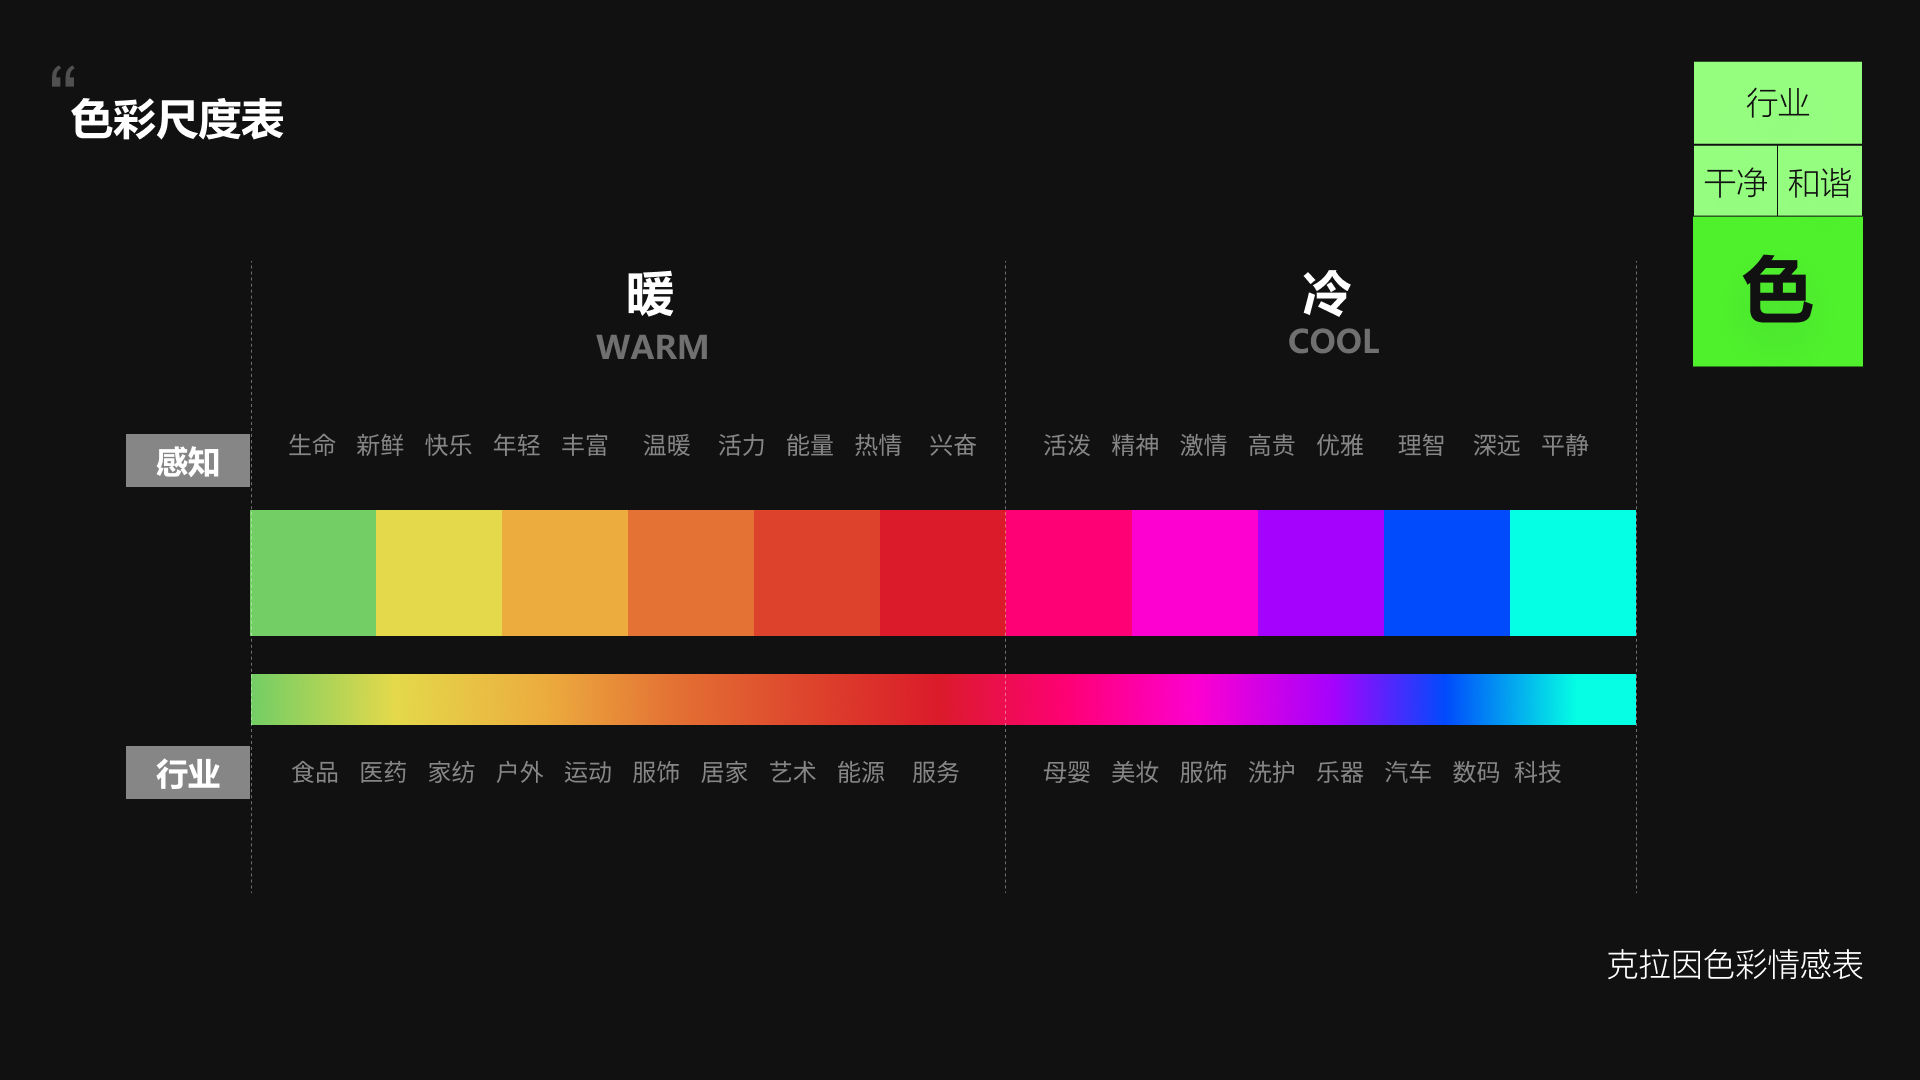 “
色彩尺度表
行业
干净 和谐
色
暖 冷
WARM COOL
感知 生命 新鲜 快乐 年轻 丰富 温暖 活力 能量 热情 兴奋 活泼 精神 激情 高贵 优雅 理智 深远 平静
行业 食品 医药 家纺 户外 运动 服饰 居家 艺术 能源 服务 母婴 美妆 服饰 洗护 乐器 汽车 数码 科技
克拉因色彩情感表